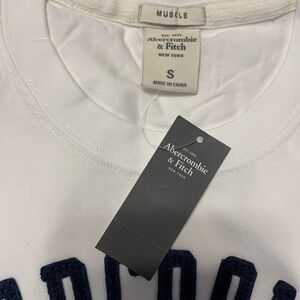 MUSCLE
EST. 1892
Abercrombie
& Fitch
NEW YORK
S
MADE IN CHINA
EST. 1892
Abercrombie
& Fitch
NEW YORK